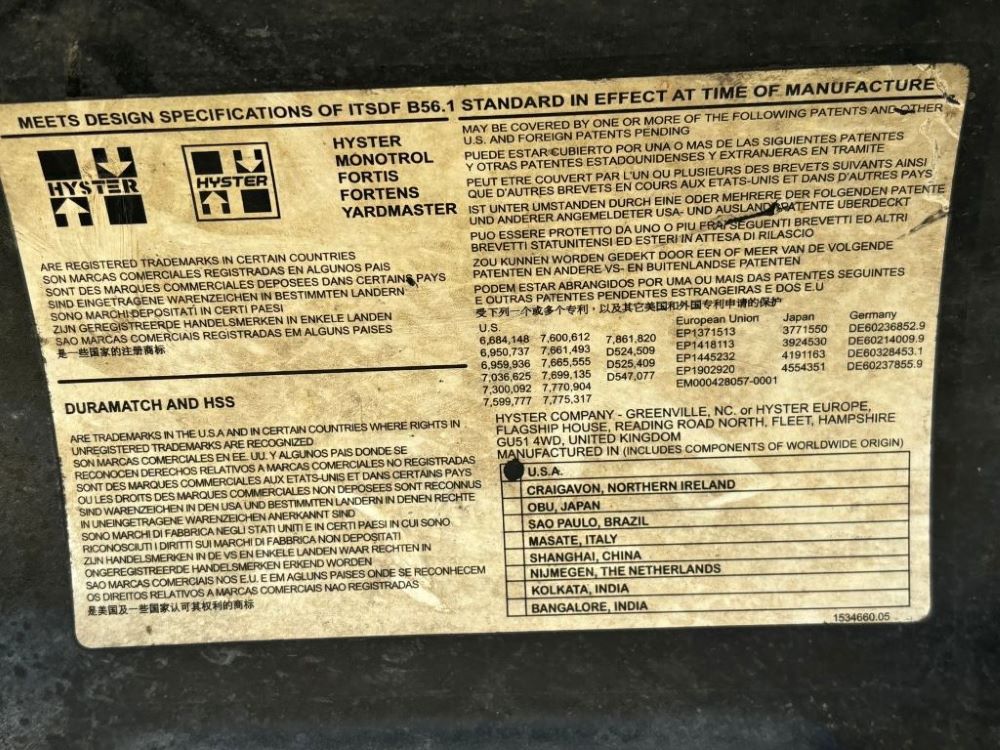 MEETS DESIGN SPECIFICATIONS OF ITSDF B56.1 STANDARD IN EFFECT AT TIME OF MANUFACTURE
HYSTER
HYSTER
HYSTER
MONOTROL
FORTIS
FORTENS
YARDMASTER
ARE REGISTERED TRADEMARKS IN CERTAIN COUNTRIES
SON MARCAS COMERCIALES REGISTRADAS EN ALGUNOS PAIS
SONT DES MARQUES COMMERCIALES DEPOSEES DANS CERTAINS PAYS
SIND EINGETRAGENE WARENZEICHEN IN BESTIMMTEN LANDERN
SONO MARCHI DEPOSITATI IN CERTI PAESI
ZIJN GEREGISTREERDE HANDELSMERKEN IN ENKELE LANDEN
SAO MARCAS COMERCIAIS REGISTRADAS EM ALGUNS PAISES
是一些国家的注册商标
DURAMATCH AND HSS
ARE TRADEMARKS IN THE U.S.A AND IN CERTAIN COUNTRIES WHERE RIGHTS IN
UNREGISTERED TRADEMARKS ARE RECOGNIZED
SON MARCAS COMERCIALES EN EE. UU. Y ALGUNOS PAIS DONDE SE
RECONOCEN DERECHOS RELATIVOS A MARCAS COMERCIALES NO REGISTRADAS
SONT DES MARQUES COMMERCIALES AUX ETATS-UNIS ET DANS CERTAINS PAYS
OU LES DROITS DES MARQUES COMMERCIALES NON DEPOSEES SONT RECONNUS
SIND WARENZEICHEN IN DEN USA UND BESTIMMTEN LANDERN IN DENEN RECHTE
IN UNEINGETRAGENE WARENZEICHEN ANERKANNT SIND
SONO MARCHI DI FABBRICA NEGLI STATI UNITI E IN CERTI PAESI IN CUI SONO
RICONOSCIUTI I DIRITTI SUI MARCHI DI FABBRICA NON DEPOSITATI
ZIJN HANDELSMERKEN IN DE VS EN ENKELE LANDEN WAAR RECHTEN IN
ONGEREGISTREERDE HANDELSMERKEN ERKEND WORDEN
SAO MARCAS COMERCIAIS NOS E.U. E EM AGLUNS PAISES ONDE SE RECONHECEM
OS DIREITOS RELATIVOS A MARCAS COMERCIAIS NAO REGISTRADAS
是美国及一些国家认可其权利的商标
MAY BE COVERED BY ONE OR MORE OF THE FOLLOWING PATENTS AND OTHER
U.S. AND FOREIGN PATENTS PENDING
PUEDE ESTAR CUBIERTO POR UNA O MAS DE LAS SIGUIENTES PATENTES
Y OTRAS PATENTES ESTADOUNIDENSES Y EXTRANJERAS EN TRAMITE
PEUT ETRE COUVERT PAR L'UN QU PLUSIEURS DES BREVETS SUIVANTS AINSI
QUE D'AUTRES BREVETS EN COURS AUX ETATS-UNIS ET DANS D'AUTRES PAYS
IST UNTER UMSTANDEN DURCH EINE ODER MEHRERE DER FOLGENDEN PATENTE
UND ANDERER ANGEMELDETER USA- UND AUSLANDSPATENTE UBERDECKT
PUO ESSERE PROTETTO DA UNO O PIU FRAI SEGUENTI BREVETTI ED ALTRI
BREVETTI STATUNITENSI ED ESTERI IN ATTESA DI RILASCIO
ZOU KUNNEN WORDEN GEDEKT DOOR EEN OF MEER VAN DE VOLGENDE
PATENTEN EN ANDERE VS- EN BUITENLANDSE PATENTEN
PODEM ESTAR ABRANGIDOS POR UMA OU MAIS DAS PATENTES SEGUINTES
E OUTRAS PATENTES PENDENTES ESTRANGEIRAS E DOS E.U
受下列一个或多个专利，以及其它美国和外国专利申请的保护
U.S.
6,684,148 7,600,612 7,861,820
6,950,737 7,661,493 D524,509
6,959,936 7,665,555 D525,409
7,036,625 7,699,135 D547,077
7,300,092 7,770,904
7,599,777 7,775,317
European Union
EP1371513
EP1418113
EP1445232
EP1902920
EM000428057-0001
Japan
3771550
3924530
4191163
4554351
Germany
DE60236852.9
DE60214009.9
DE60328453.1
DE60237855.9
HYSTER COMPANY - GREENVILLE, NC. or HYSTER EUROPE,
FLAGSHIP HOUSE, READING ROAD NORTH, FLEET, HAMPSHIRE
GU51 4WD, UNITED KINGDOM
MANUFACTURED IN (INCLUDES COMPONENTS OF WORLDWIDE ORIGIN)
U.S.A.
CRAIGAVON, NORTHERN IRELAND
OBU, JAPAN
SAO PAULO, BRAZIL
MASATE, ITALY
SHANGHAI, CHINA
NIJMEGEN, THE NETHERLANDS
KOLKATA, INDIA
BANGALORE, INDIA
1534660.05